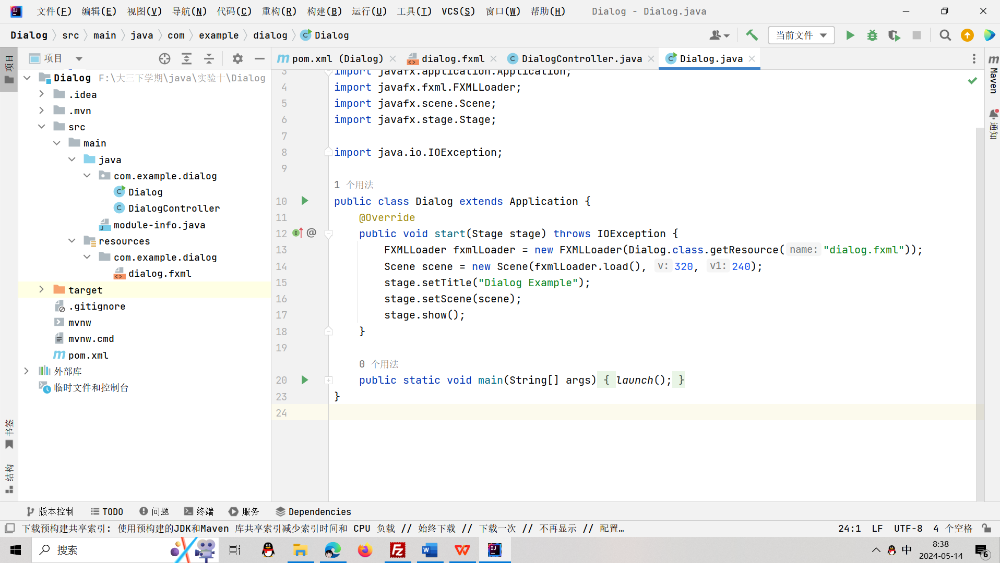 文件(F) 编辑(E) 视图(V) 导航(N) 代码(C) 重构(R) 构建(B) 运行(U) 工具(T) VCS(S) 窗口(W) 帮助(H) Dialog - Dialog.java
Dialog src main java com example dialog Dialog
当前文件
项目
pom.xml (Dialog) dialog.fxml DialogController.java Dialog.java
项目
Maven
通知
Dialog F:\大三下学期\java\实验十\Dialog
.idea
.mvn
src
main
java
com.example.dialog
Dialog
DialogController
module-info.java
resources
com.example.dialog
dialog.fxml
target
.gitignore
mvnw
mvnw.cmd
pom.xml
外部库
临时文件和控制台
书签
结构
3 import javafx.application.Application;
4 import javafx.fxml.FXMLLoader;
5 import javafx.scene.Scene;
6 import javafx.stage.Stage;
7
8 import java.io.IOException;
9
1 个用法
10 public class Dialog extends Application {
11 @Override
12 public void start(Stage stage) throws IOException {
13 FXMLLoader fxmlLoader = new FXMLLoader(Dialog.class.getResource( name: "dialog.fxml"));
14 Scene scene = new Scene(fxmlLoader.load(), v: 320, v1: 240);
15 stage.setTitle("Dialog Example");
16 stage.setScene(scene);
17 stage.show();
18 }
19
0 个用法
20 public static void main(String[] args) { launch(); }
23 }
24
版本控制 TODO 问题 终端 服务 Dependencies
下载预构建共享索引: 使用预构建的JDK和Maven 库共享索引减少索引时间和 CPU 负载 // 始终下载 // 下载一次 // 不再显示 // 配置… 24:1 LF UTF-8 4 个空格
搜索
中
8:38
2024-05-14
6